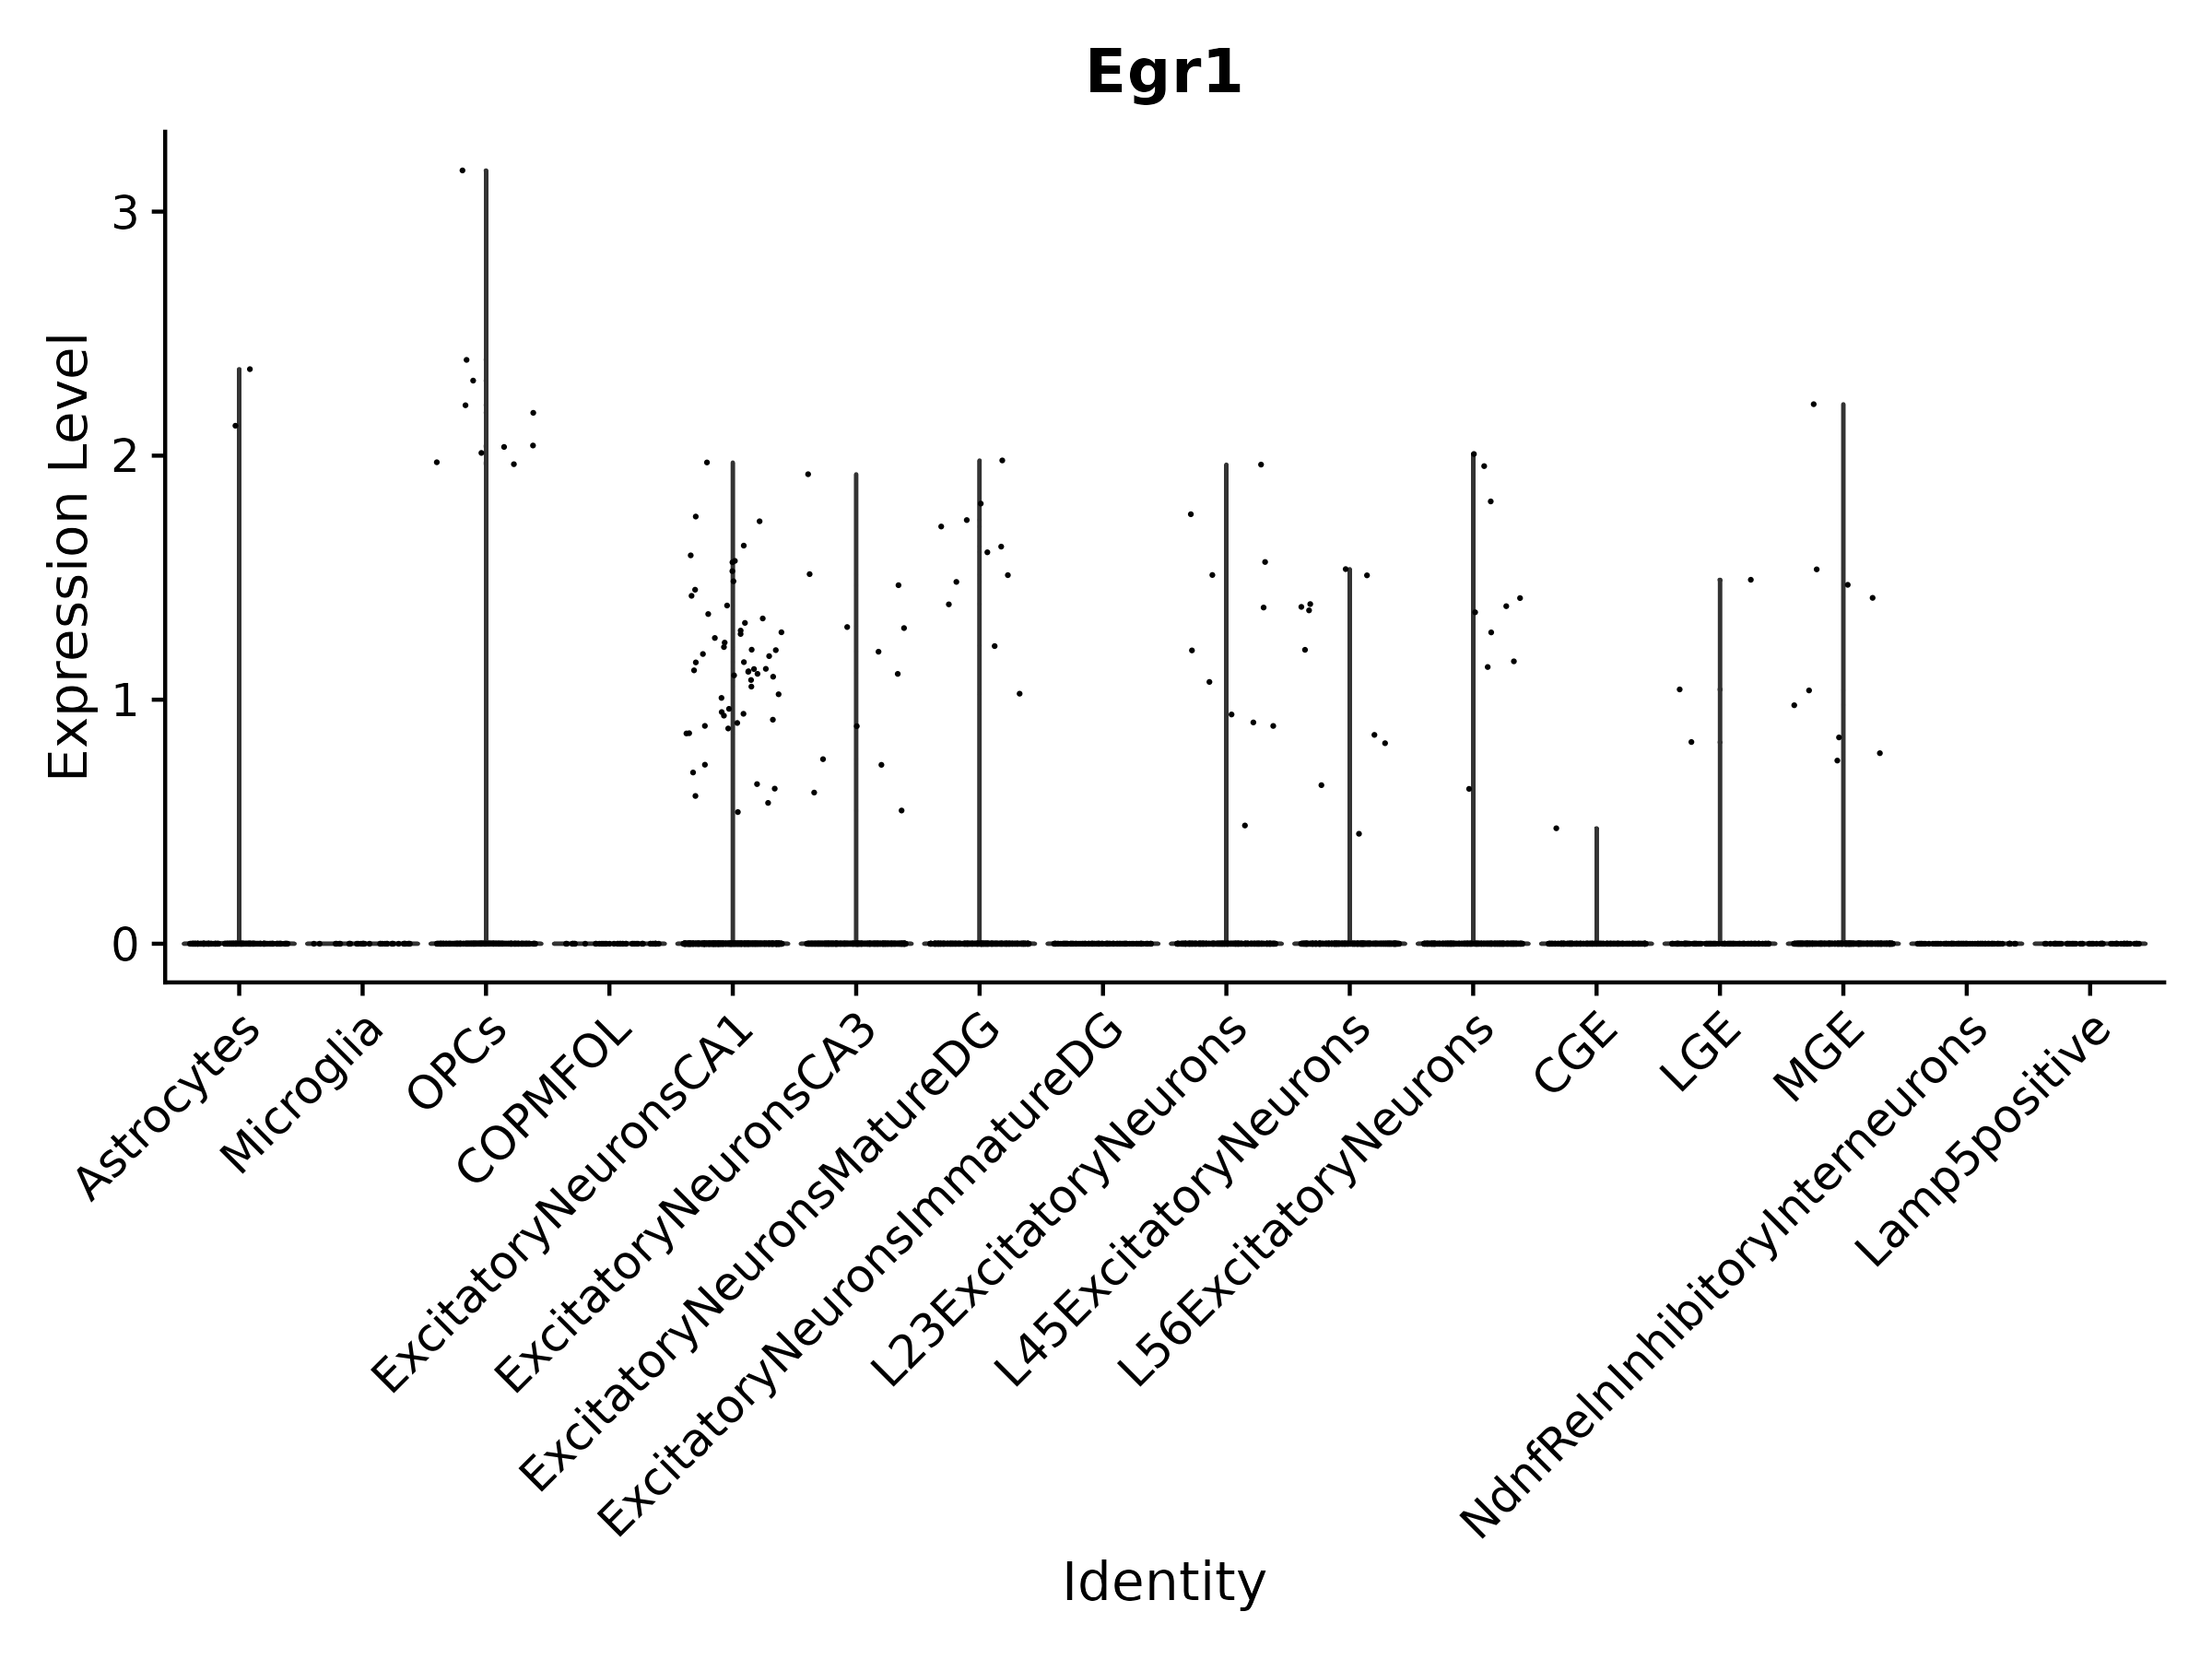 Egr1
Expression Level
3
2
1
0
Astrocytes
Microglia
OPCs
COPMFOL
ExcitatoryNeuronsCA1
ExcitatoryNeuronsCA3
ExcitatoryNeuronsMatureDG
ExcitatoryNeuronsImmatureDG
L23ExcitatoryNeurons
L45ExcitatoryNeurons
L56ExcitatoryNeurons
CGE
LGE
MGE
NdnfRelnInhibitoryInterneurons
Lamp5positive
Identity